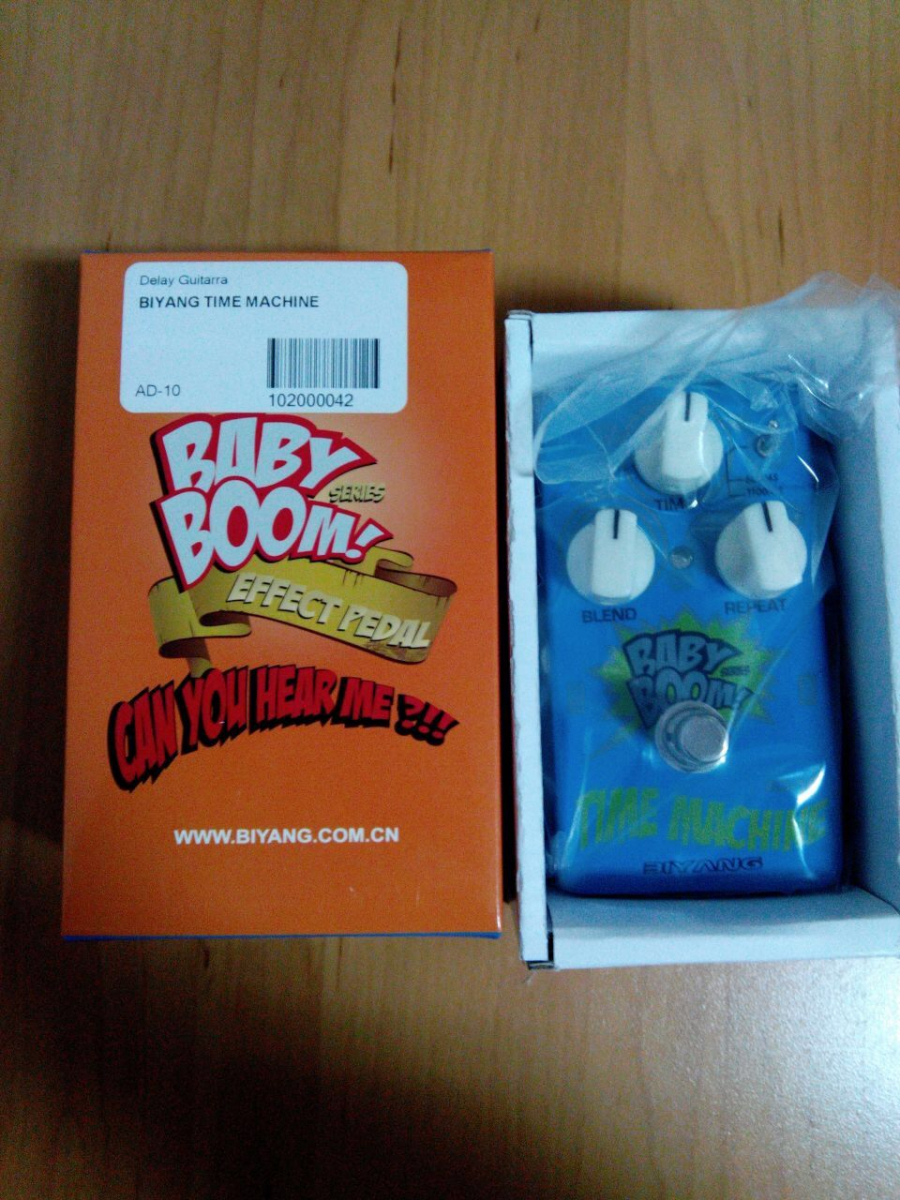 Delay Guitarra
BIYANG TIME MACHINE
AD-10
102000042
BABY
BOOM!
SERIES
EFFECT PEDAL
CAN YOU HEAR ME ?!!
WWW.BIYANG.COM.CN
BLEND
REPEAT
BABY
BOOM!
TIME MACHINE
BIYANG